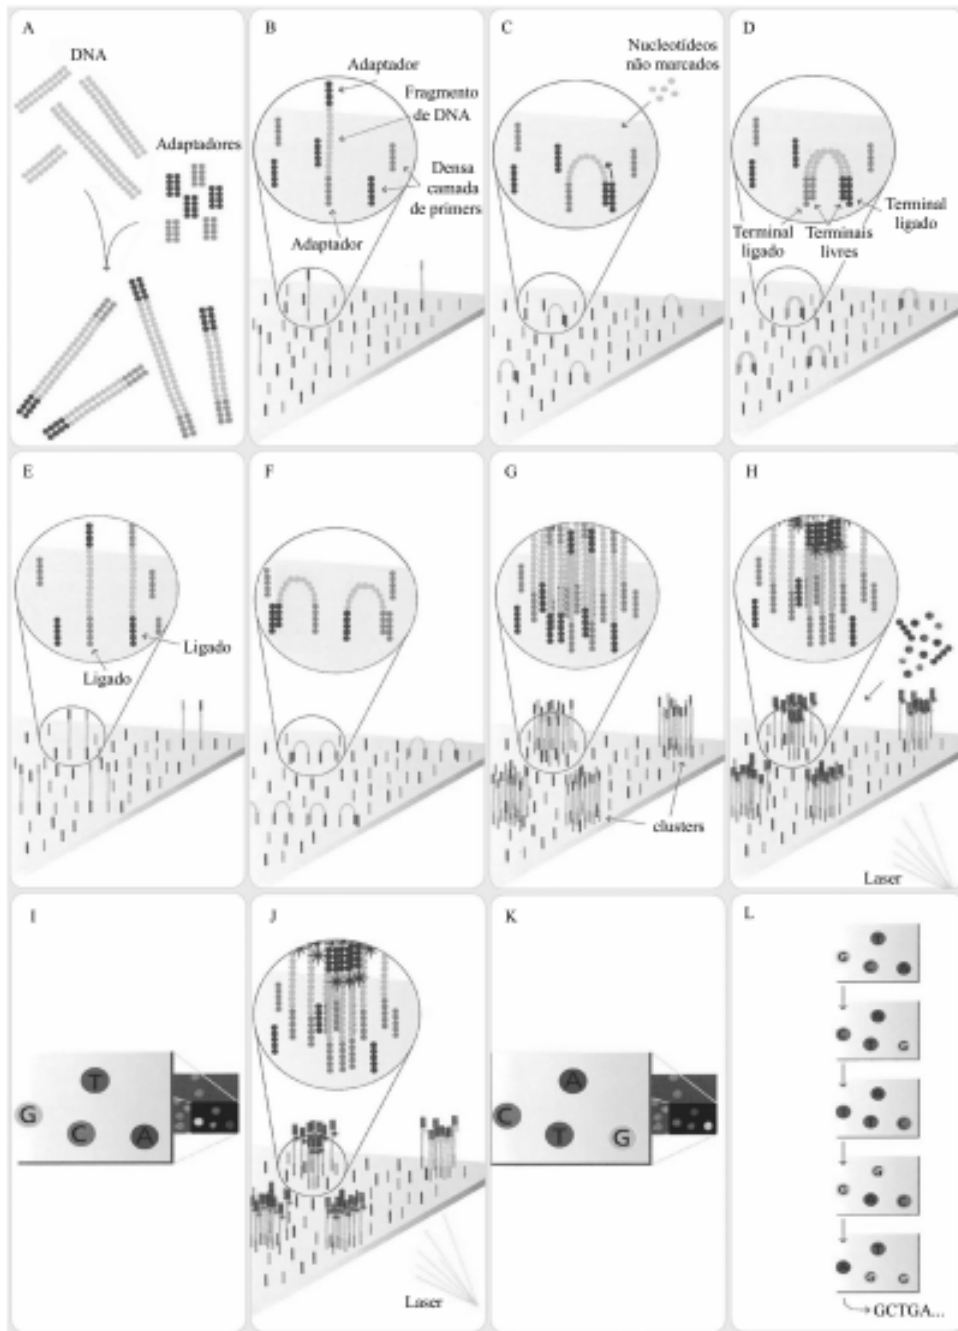 A
DNA
Adaptadores
B
Adaptador
Fragmento
de DNA
Densa
camada
de primers
Adaptador
C
Nucleotídeos
não marcados
D
Terminal
ligado
Terminais
livres
Terminal
ligado
E
Ligado
Ligado
F
G
clusters
H
Laser
I
T
G
C
A
J
Laser
K
A
C
T
G
L
T
G
C
G
T
G
G
T
G
G
GCTGA...